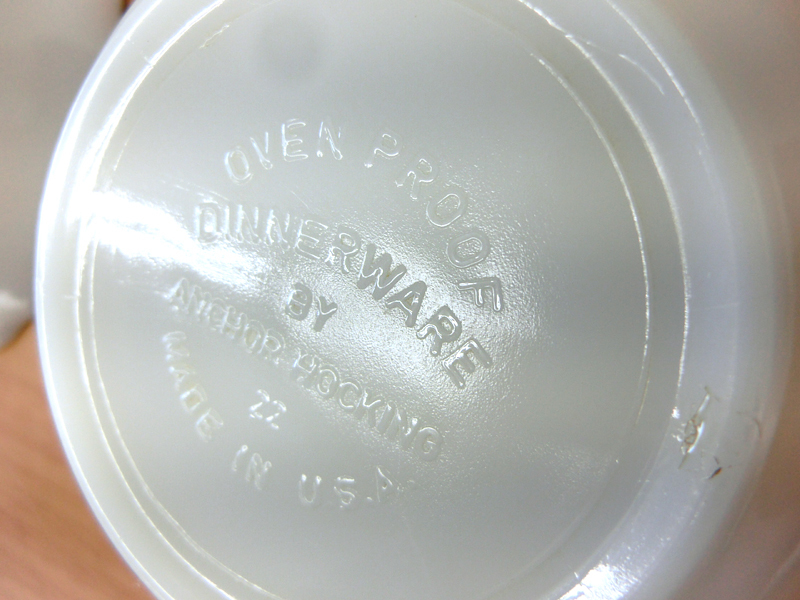 OVEN PROOF
DINNERWARE
BY
ANCHOR HOCKING
22
MADE IN U.S.A.